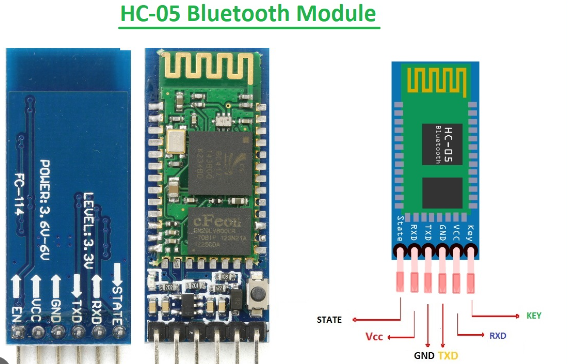 HC-05 Bluetooth Module
FC-114
POWER:3.6V-6V
LEVEL:3.3V
EN
VCC
GND
TXD
RXD
STATE
cFeon
HC-05
Bluetooth
State
RXD
TXD
GND
VCC
Key
STATE
Vcc
GND
TXD
RXD
KEY